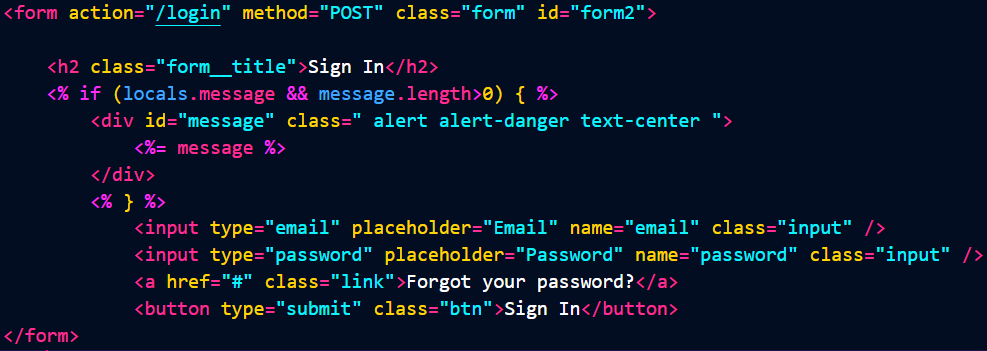 <form action="/login" method="POST" class="form" id="form2">
<h2 class="form__title">Sign In</h2>
<% if (locals.message && message.length>0) { %>
<div id="message" class=" alert alert-danger text-center ">
<%= message %>
</div>
<% } %>
<input type="email" placeholder="Email" name="email" class="input" />
<input type="password" placeholder="Password" name="password" class="input" />
<a href="#" class="link">Forgot your password?</a>
<button type="submit" class="btn">Sign In</button>
</form>